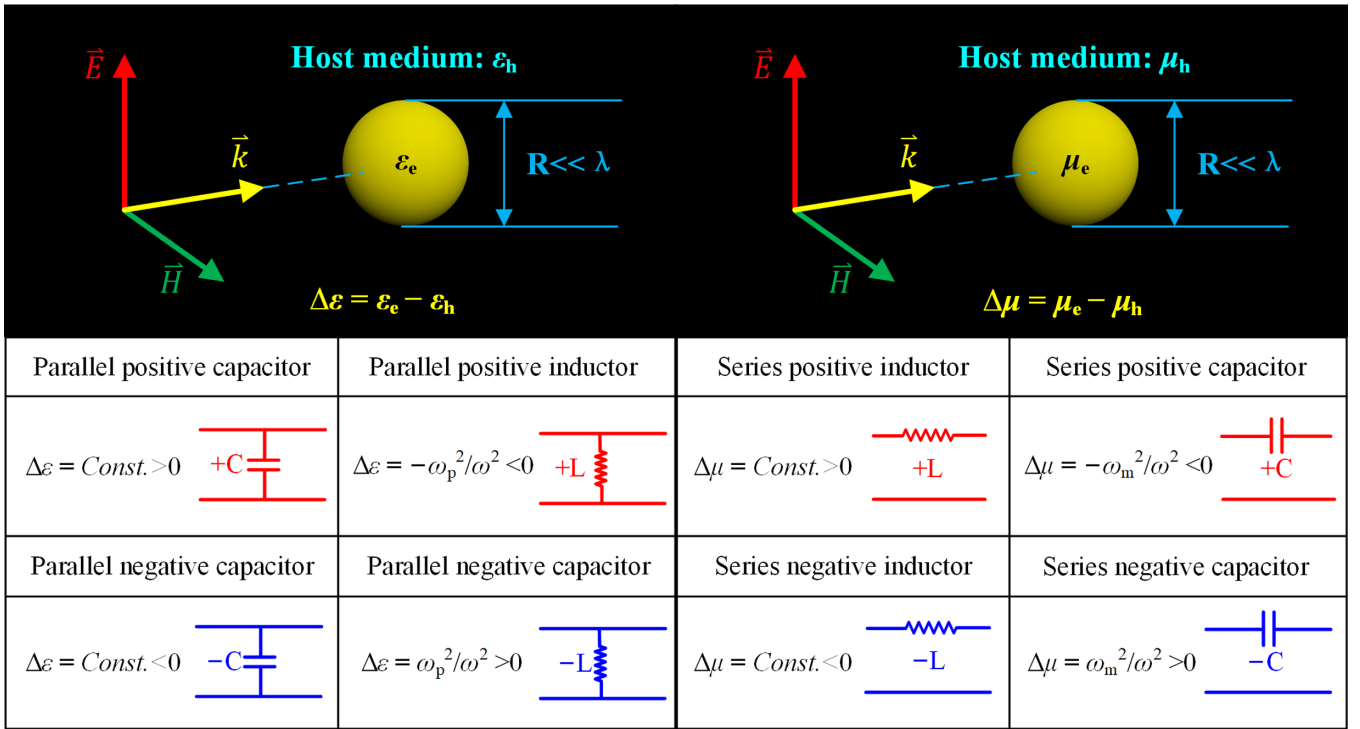 E⃗
Host medium: εh
k⃗
εe
R<< λ
H⃗
Δε = εe − εh
E⃗
Host medium: μh
k⃗
μe
R<< λ
H⃗
Δμ = μe − μh
Parallel positive capacitor
Parallel positive inductor
Series positive inductor
Series positive capacitor
Δε = Const.>0
+C
Δε = −ωp²/ω² <0
+L
Δμ = Const.>0
+L
Δμ = −ωm²/ω² <0
+C
Parallel negative capacitor
Parallel negative capacitor
Series negative inductor
Series negative capacitor
Δε = Const.<0
−C
Δε = ωp²/ω² >0
−L
Δμ = Const.<0
−L
Δμ = ωm²/ω² >0
−C